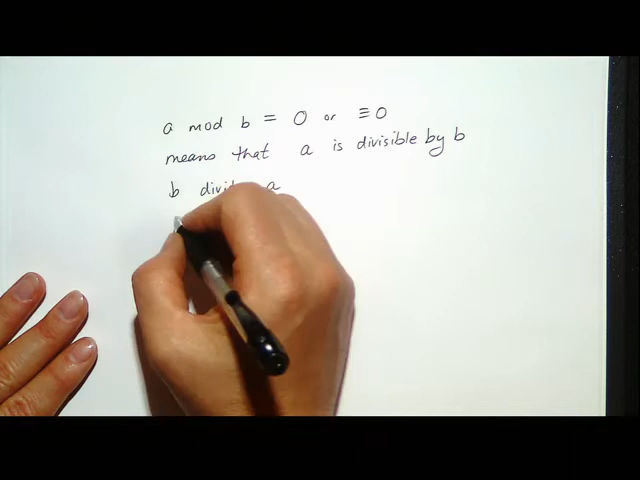 a mod b = 0 or ≡ 0
means that a is divisible by b
b a